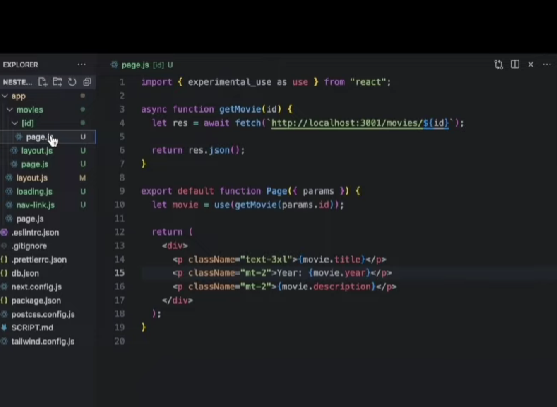 EXPLORER ...
page.js [id] U
NESTE...
app
movies
[id]
page.js U
layout.js U
page.js U
layout.js M
loading.js U
nav-link.js U
page.js
.eslintrc.json
.gitignore
.prettierrc.json
db.json
next.config.js
package.json
postcss.config.js
SCRIPT.md
tailwind.config.js
1 import { experimental_use as use } from "react";
2
3 async function getMovie(id) {
4 let res = await fetch(`http://localhost:3001/movies/${id}`);
5
6 return res.json();
7 }
8
9 export default function Page({ params }) {
10 let movie = use(getMovie(params.id));
11
12 return (
13 <div>
14 <p className="text-3xl">{movie.title}</p>
15 <p className="mt-2">Year: {movie.year}</p>
16 <p className="mt-2">{movie.description}</p>
17 </div>
18 );
19 }
20